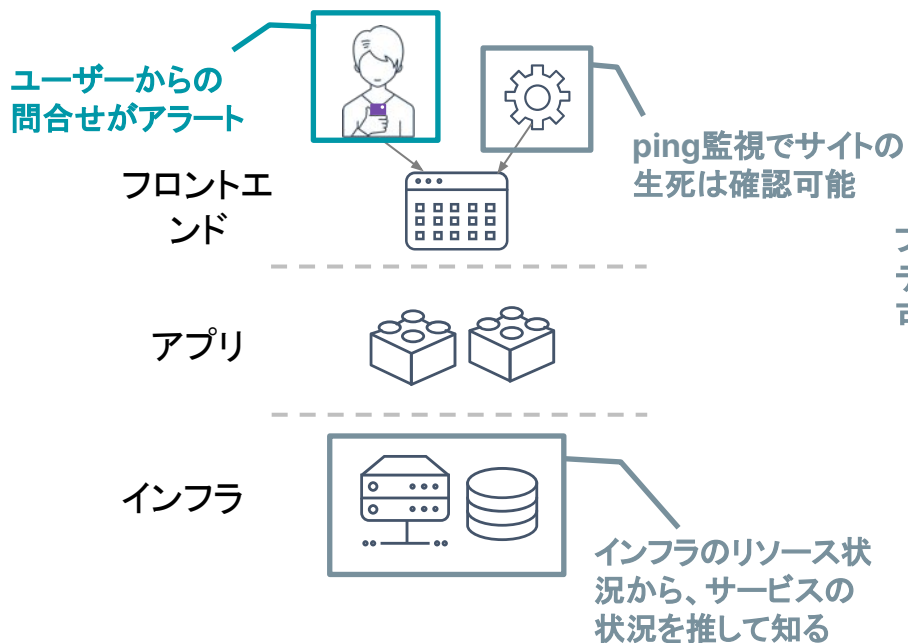 ユーザーからの
問合せがアラート
ping監視でサイトの
生死は確認可能
フロントエ
ンド
アプリ
インフラ
インフラのリソース状
況から、サービスの
状況を推して知る